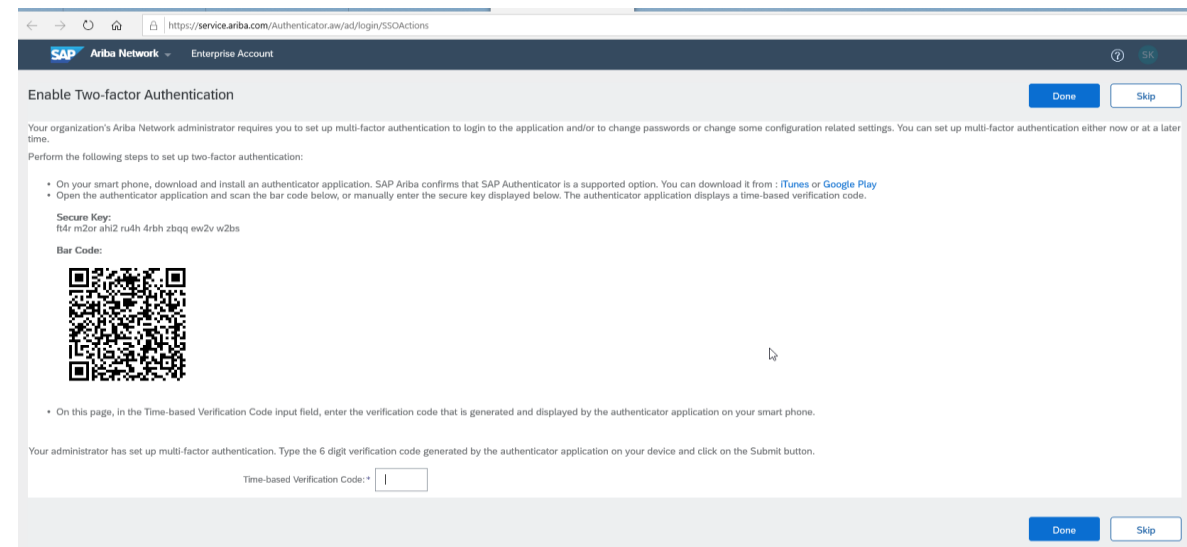 https://service.ariba.com/Authenticator.aw/ad/login/SSOActions
SAP Ariba Network Enterprise Account ? SK
Enable Two-factor Authentication Done Skip
Your organization's Ariba Network administrator requires you to set up multi-factor authentication to login to the application and/or to change passwords or change some configuration related settings. You can set up multi-factor authentication either now or at a later
time.
Perform the following steps to set up two-factor authentication:
• On your smart phone, download and install an authenticator application. SAP Ariba confirms that SAP Authenticator is a supported option. You can download it from : iTunes or Google Play
• Open the authenticator application and scan the bar code below, or manually enter the secure key displayed below. The authenticator application displays a time-based verification code.
Secure Key:
ft4r m2or ahi2 ru4h 4rbh zbqq ew2v w2bs
Bar Code:
• On this page, in the Time-based Verification Code input field, enter the verification code that is generated and displayed by the authenticator application on your smart phone.
Your administrator has set up multi-factor authentication. Type the 6 digit verification code generated by the authenticator application on your device and click on the Submit button.
Time-based Verification Code: *
Done Skip